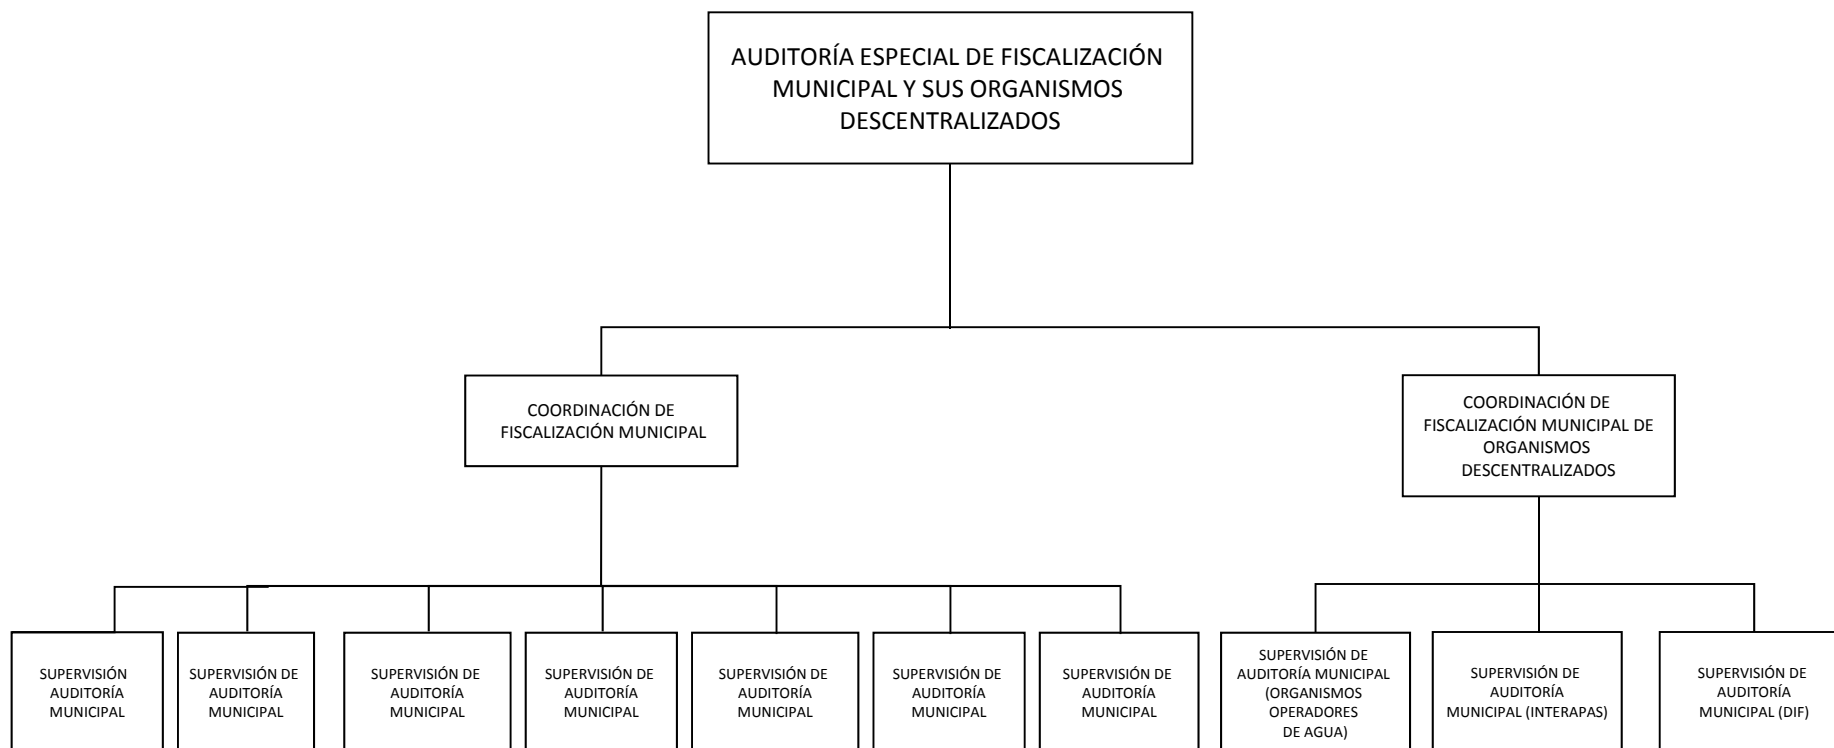 AUDITORÍA ESPECIAL DE FISCALIZACIÓN
MUNICIPAL Y SUS ORGANISMOS
DESCENTRALIZADOS
COORDINACIÓN DE
FISCALIZACIÓN MUNICIPAL
COORDINACIÓN DE
FISCALIZACIÓN MUNICIPAL DE
ORGANISMOS
DESCENTRALIZADOS
SUPERVISIÓN
AUDITORÍA
MUNICIPAL
SUPERVISIÓN DE
AUDITORÍA
MUNICIPAL
SUPERVISIÓN DE
AUDITORÍA
MUNICIPAL
SUPERVISIÓN DE
AUDITORÍA
MUNICIPAL
SUPERVISIÓN DE
AUDITORÍA
MUNICIPAL
SUPERVISIÓN DE
AUDITORÍA
MUNICIPAL
SUPERVISIÓN DE
AUDITORÍA
MUNICIPAL
SUPERVISIÓN DE
AUDITORÍA MUNICIPAL
(ORGANISMOS
OPERADORES
DE AGUA)
SUPERVISIÓN DE
AUDITORÍA
MUNICIPAL (INTERAPAS)
SUPERVISIÓN DE
AUDITORÍA
MUNICIPAL (DIF)